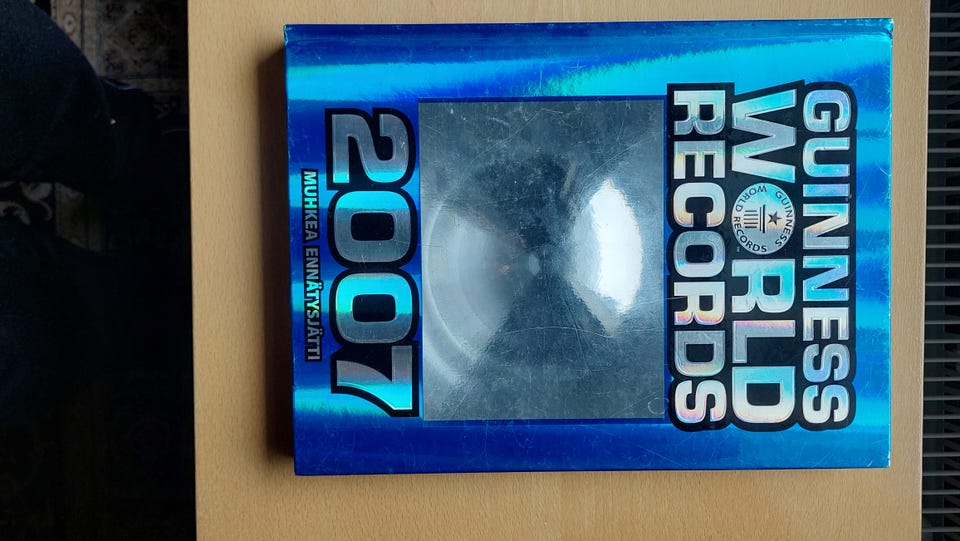 GUINNESS
WORLD
GUINNESS
WORLD RECORDS
RECORDS
2007
MUHKEA ENNÄTYSJÄTTI